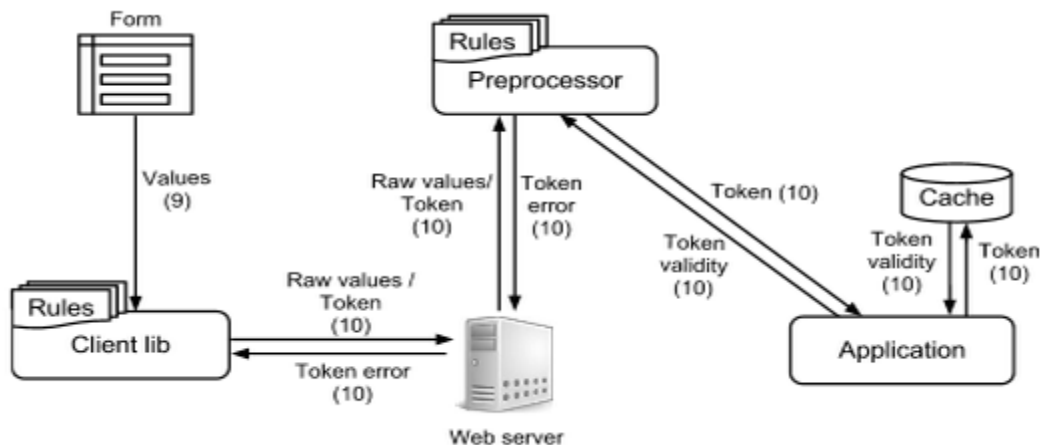 Form
Rules
Preprocessor
Values
(9)
Raw values/
Token
(10)
Token
error
(10)
Token (10)
Token
validity
(10)
Cache
Token
validity
(10)
Token
(10)
Rules
Client lib
Raw values /
Token
(10)
Token error
(10)
Web server
Application